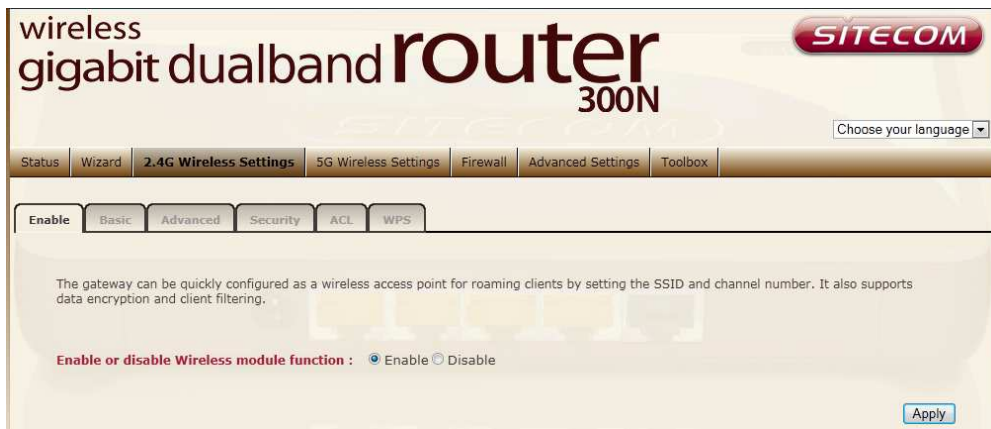 wireless
gigabit dualband router
300N
SITECOM
Choose your language
Status Wizard 2.4G Wireless Settings 5G Wireless Settings Firewall Advanced Settings Toolbox
Enable Basic Advanced Security ACL WPS
The gateway can be quickly configured as a wireless access point for roaming clients by setting the SSID and channel number. It also supports
data encryption and client filtering.
Enable or disable Wireless module function : Enable Disable
Apply